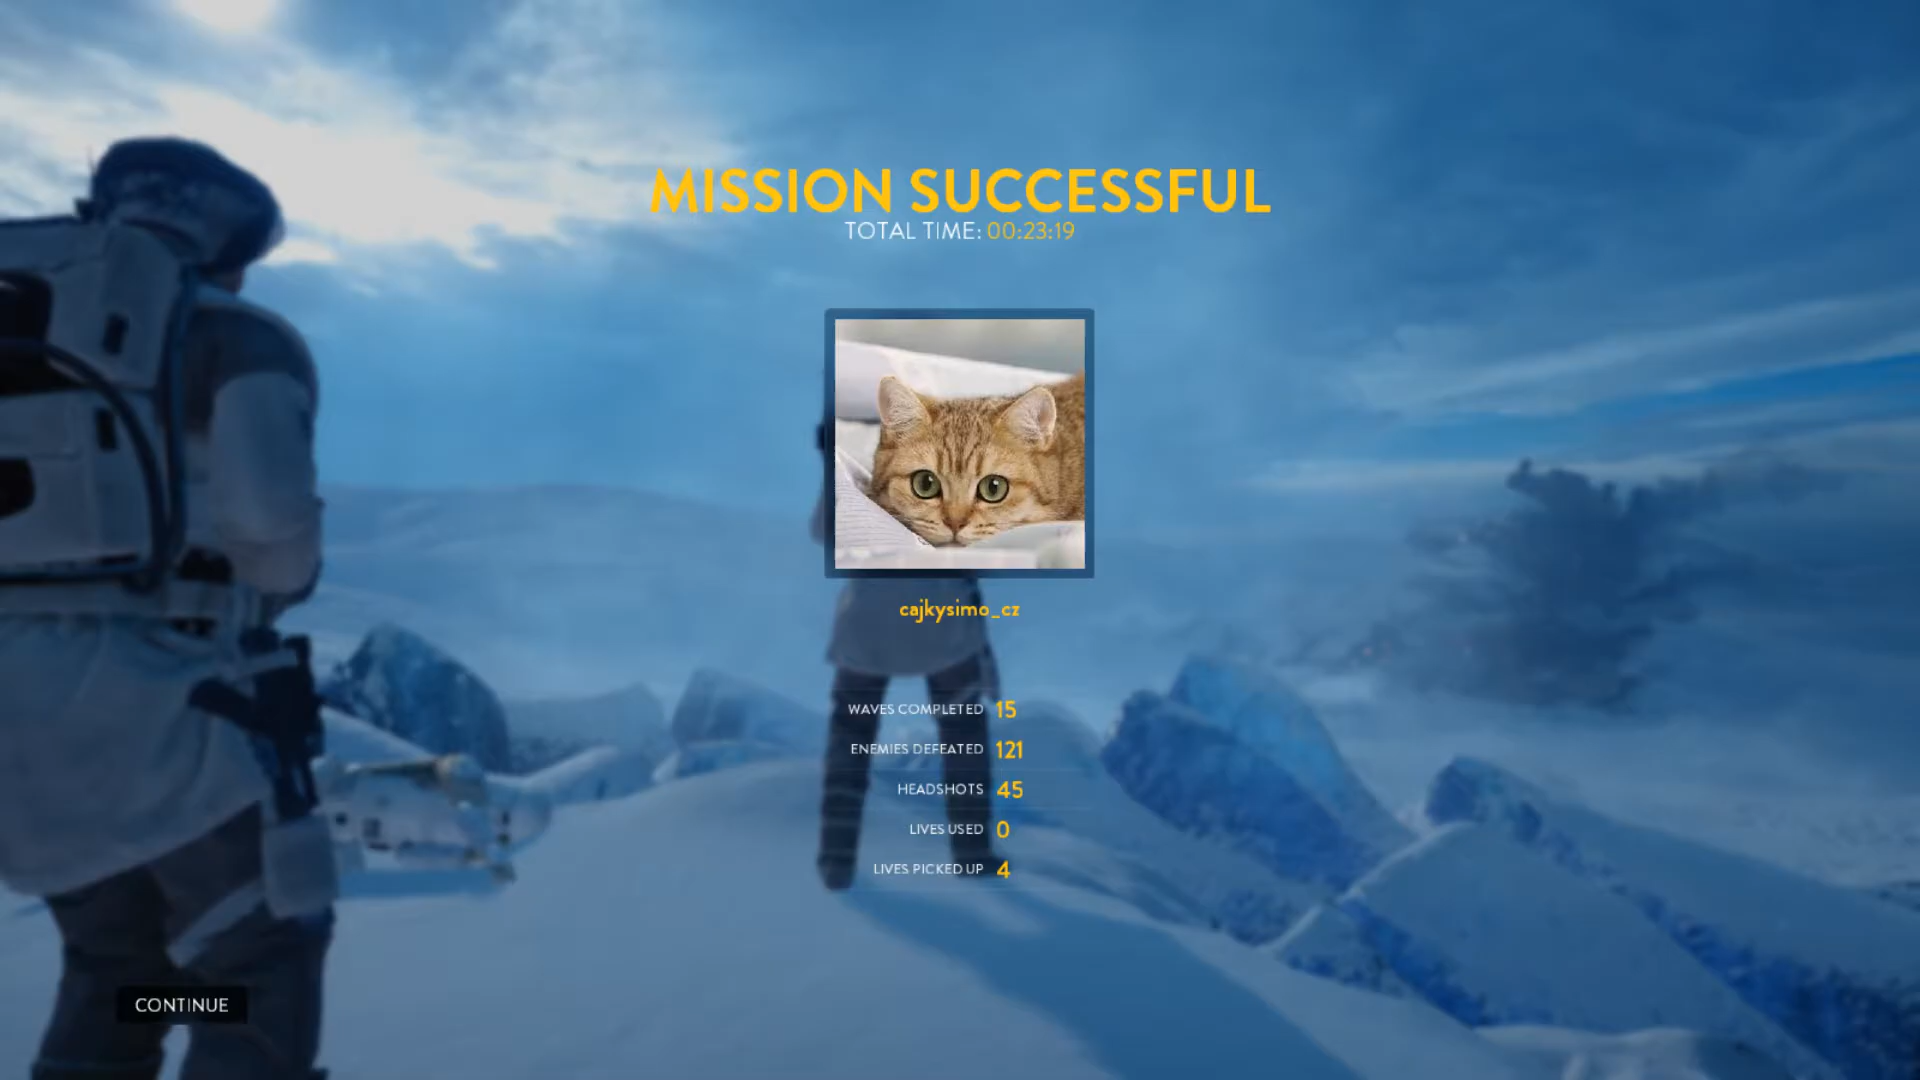 MISSION SUCCESSFUL
TOTAL TIME: 00:23:19
cajkysimo_cz
WAVES COMPLETED 15
ENEMIES DEFEATED 121
HEADSHOTS 45
LIVES USED 0
LIVES PICKED UP 4
CONTINUE